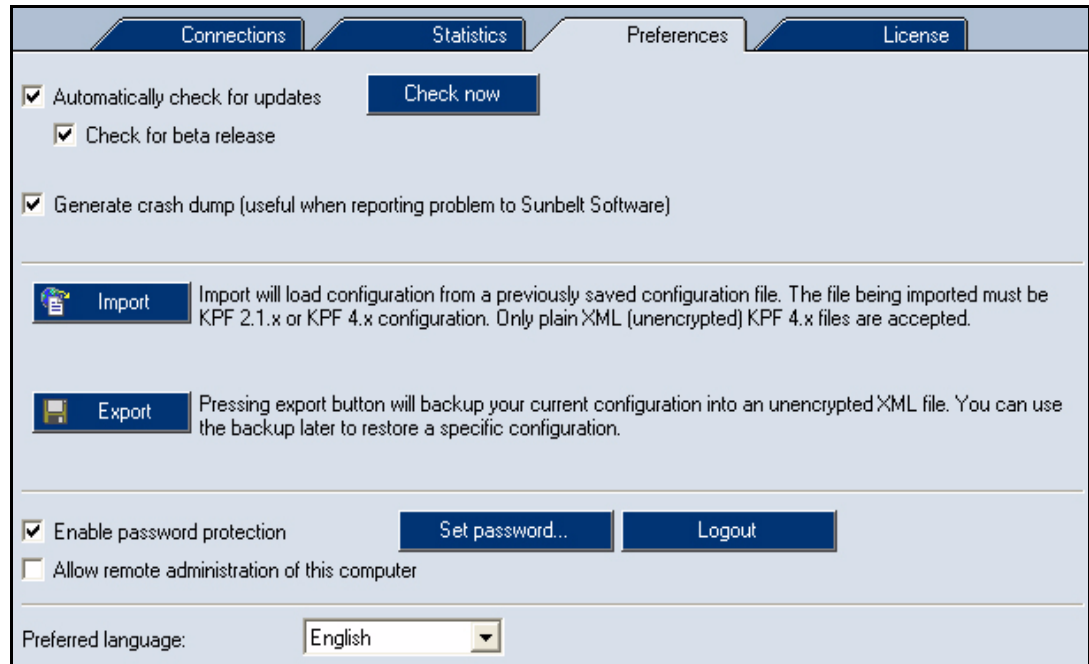 Connections Statistics Preferences License
Automatically check for updates Check now
Check for beta release
Generate crash dump (useful when reporting problem to Sunbelt Software)
Import Import will load configuration from a previously saved configuration file. The file being imported must be
KPF 2.1.x or KPF 4.x configuration. Only plain XML (unencrypted) KPF 4.x files are accepted.
Export Pressing export button will backup your current configuration into an unencrypted XML file. You can use
the backup later to restore a specific configuration.
Enable password protection Set password... Logout
Allow remote administration of this computer
Preferred language: English